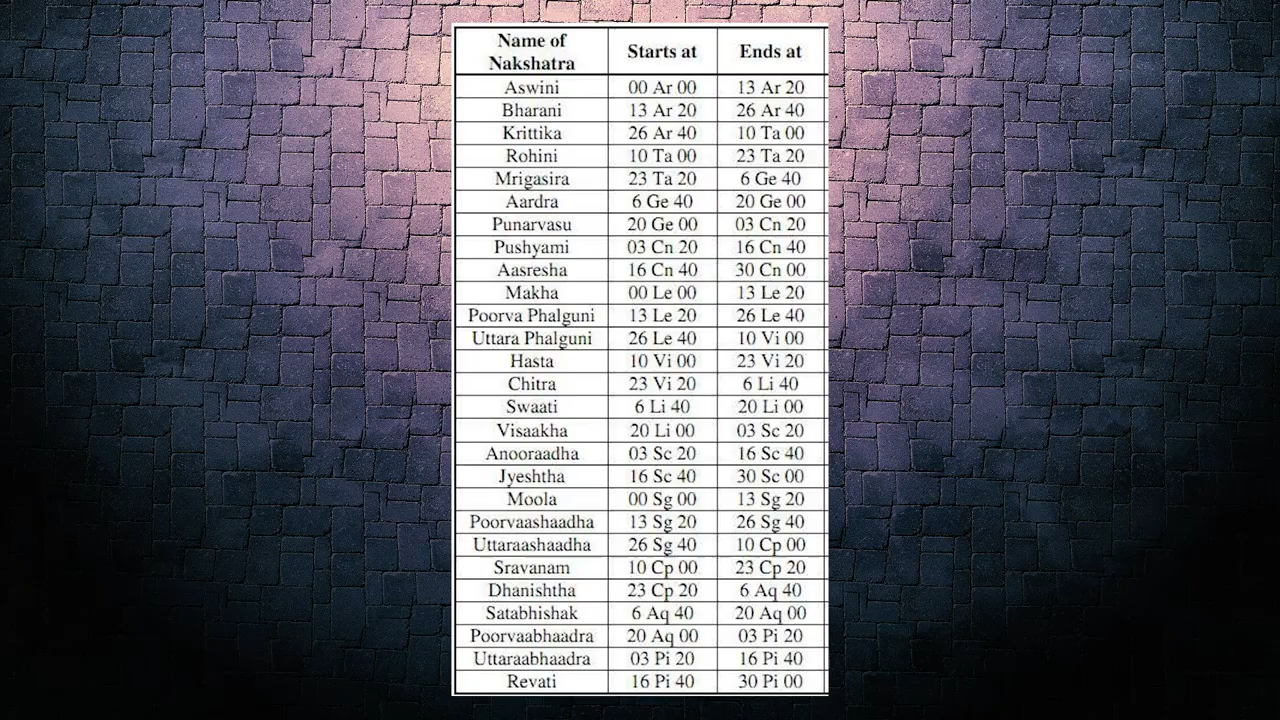 Name of Nakshatra Starts at Ends at
Aswini 00 Ar 00 13 Ar 20
Bharani 13 Ar 20 26 Ar 40
Krittika 26 Ar 40 10 Ta 00
Rohini 10 Ta 00 23 Ta 20
Mrigasira 23 Ta 20 6 Ge 40
Aardra 6 Ge 40 20 Ge 00
Punarvasu 20 Ge 00 03 Cn 20
Pushyami 03 Cn 20 16 Cn 40
Aasresha 16 Cn 40 30 Cn 00
Makha 00 Le 00 13 Le 20
Poorva Phalguni 13 Le 20 26 Le 40
Uttara Phalguni 26 Le 40 10 Vi 00
Hasta 10 Vi 00 23 Vi 20
Chitra 23 Vi 20 6 Li 40
Swaati 6 Li 40 20 Li 00
Visaakha 20 Li 00 03 Sc 20
Anooraadha 03 Sc 20 16 Sc 40
Jyeshtha 16 Sc 40 30 Sc 00
Moola 00 Sg 00 13 Sg 20
Poorvaashaadha 13 Sg 20 26 Sg 40
Uttaraashaadha 26 Sg 40 10 Cp 00
Sravanam 10 Cp 00 23 Cp 20
Dhanishtha 23 Cp 20 6 Aq 40
Satabhishak 6 Aq 40 20 Aq 00
Poorvaabhaadra 20 Aq 00 03 Pi 20
Uttaraabhaadra 03 Pi 20 16 Pi 40
Revati 16 Pi 40 30 Pi 00